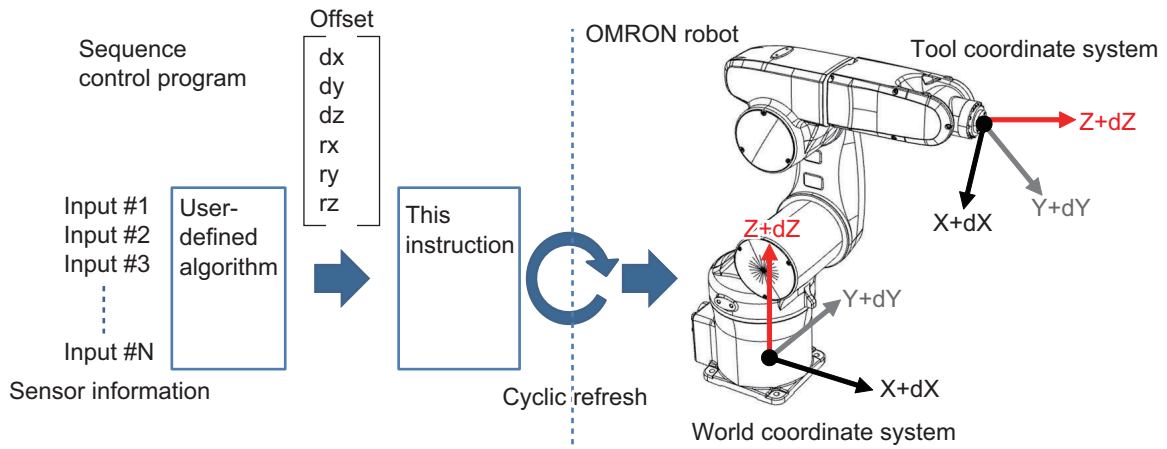 Offset
Sequence
control program
dx
dy
dz
rx
ry
rz
Input #1
Input #2
Input #3
Input #N
Sensor information
User-
defined
algorithm
This
instruction
Cyclic refresh
OMRON robot
Tool coordinate system
Z+dZ
Y+dY
X+dX
Z+dZ
Y+dY
X+dX
World coordinate system